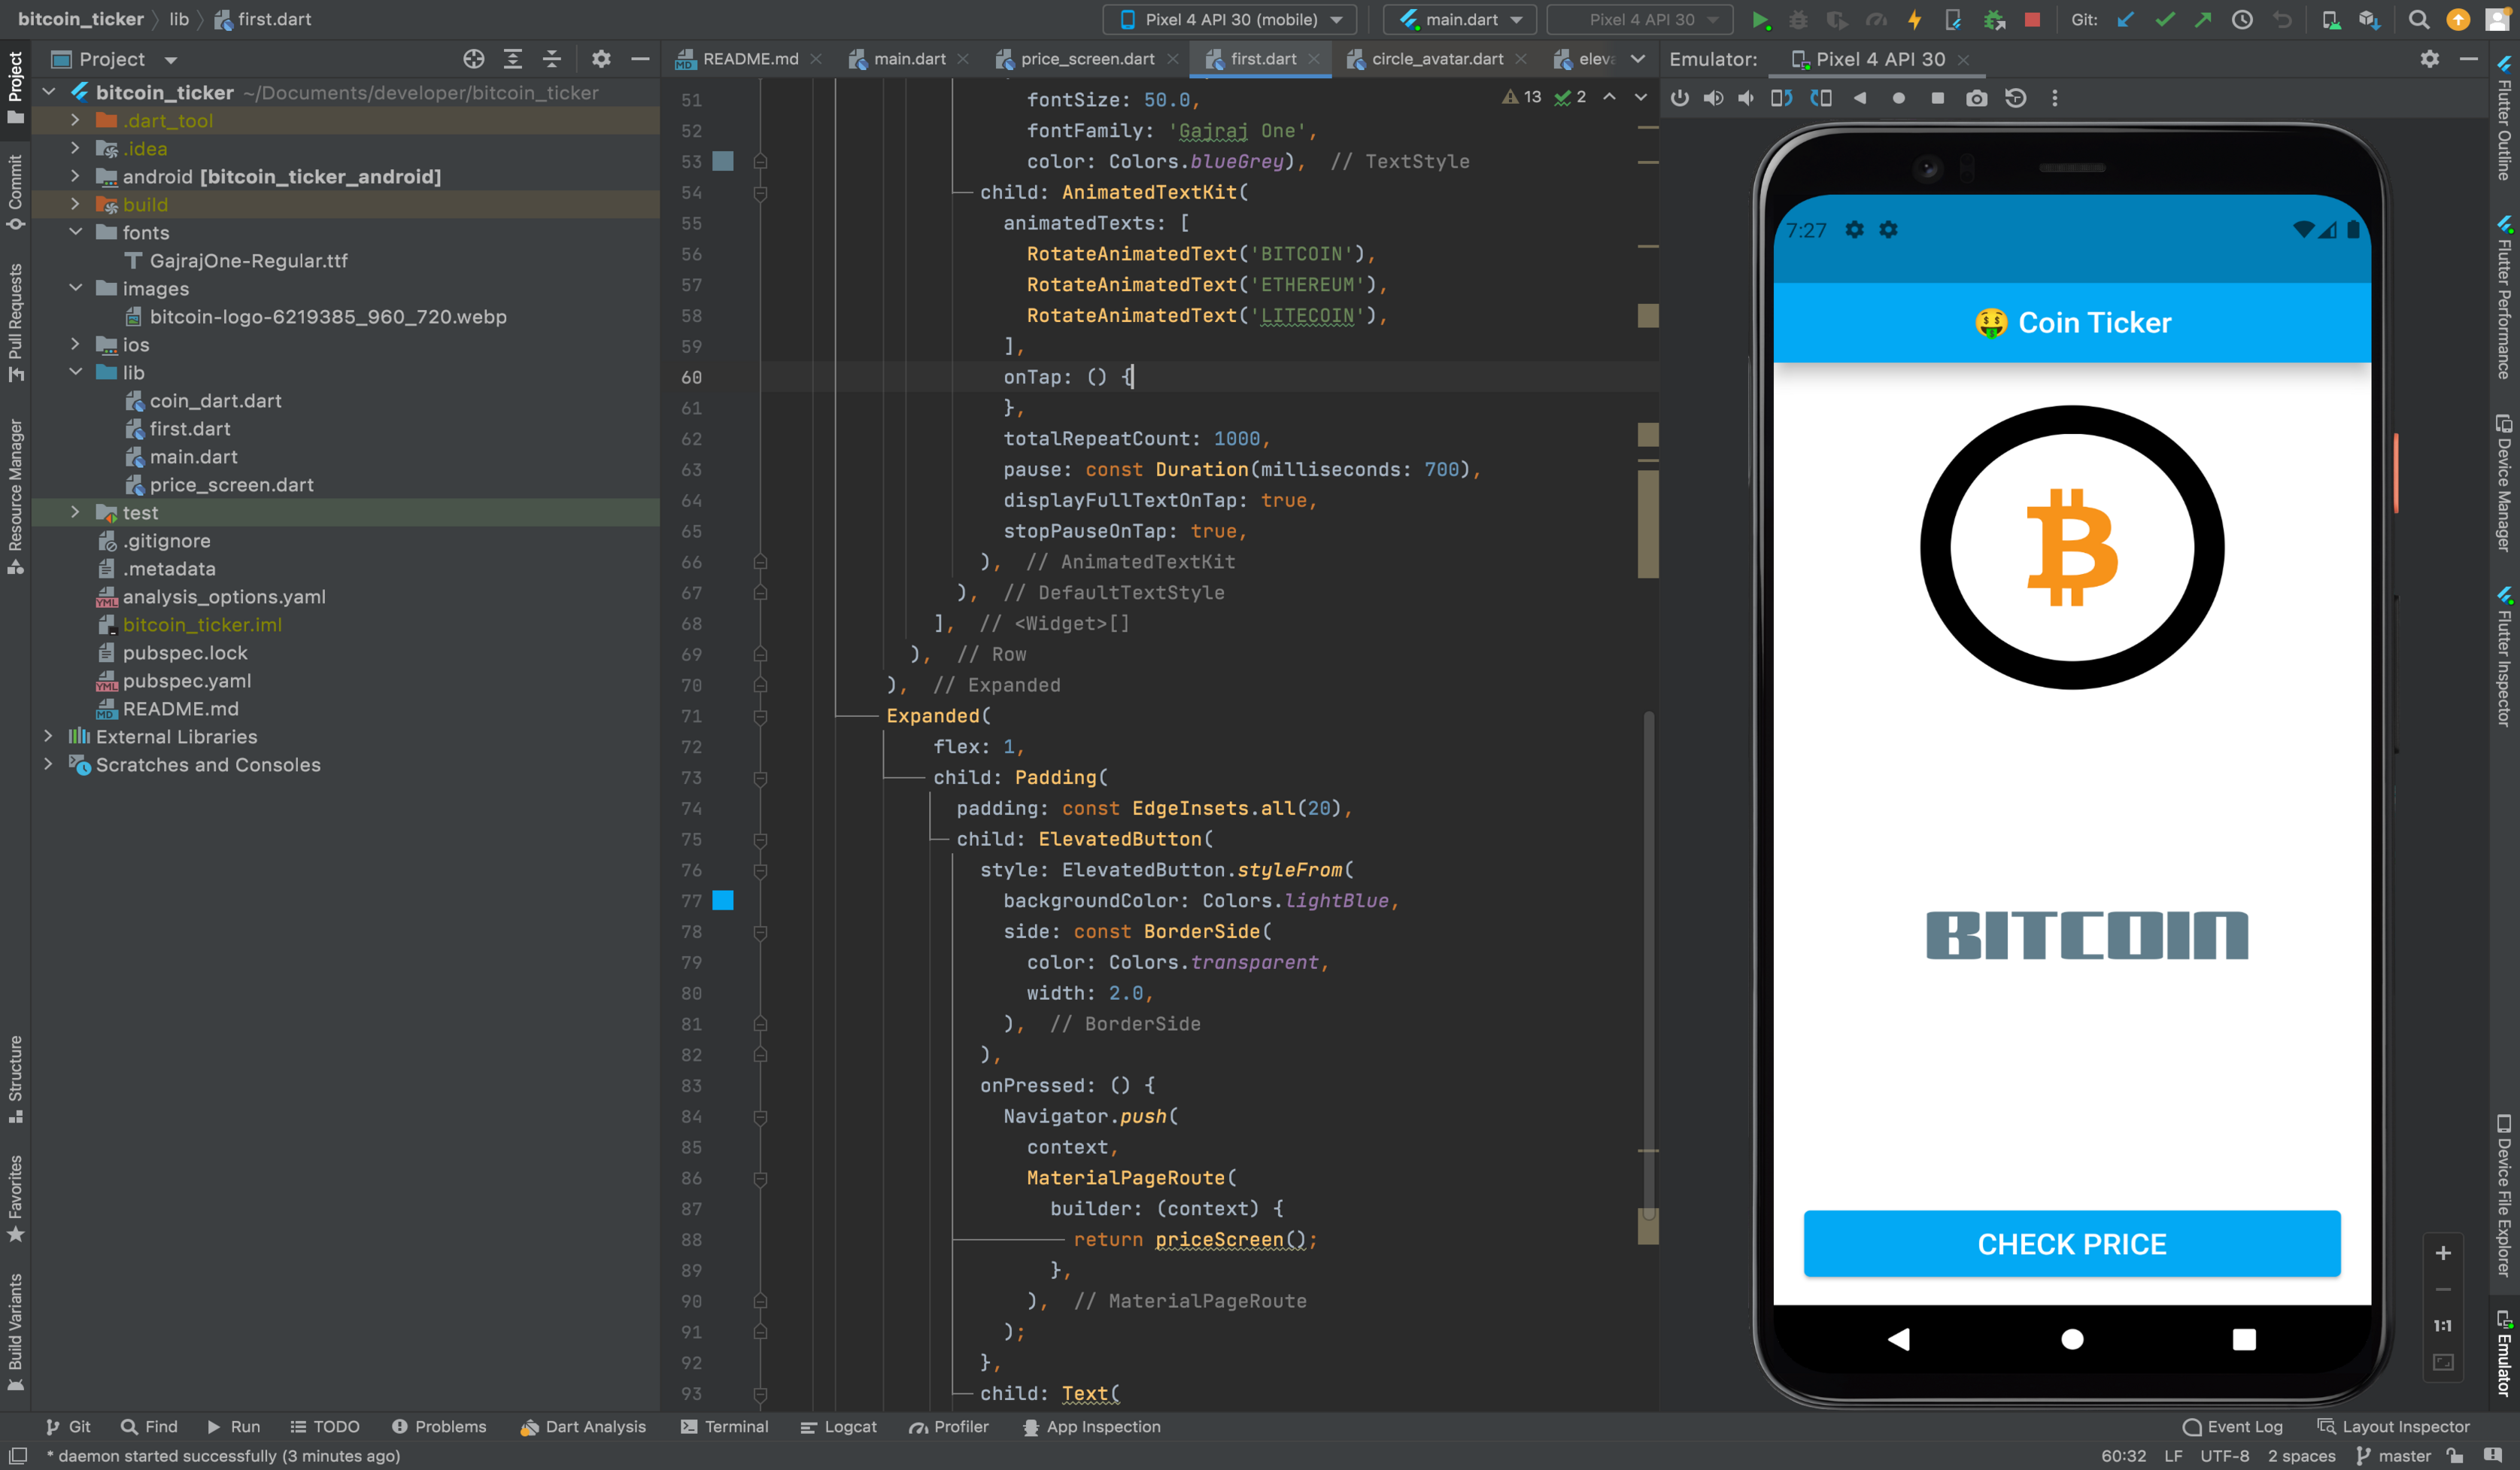 bitcoin_ticker
lib
first.dart
Pixel 4 API 30 (mobile)
main.dart
Pixel 4 API 30
Git:
Project
README.md
main.dart
price_screen.dart
first.dart
circle_avatar.dart
eleva
Emulator:
Pixel 4 API 30
bitcoin_ticker ~/Documents/developer/bitcoin_ticker
.dart_tool
.idea
android [bitcoin_ticker_android]
build
fonts
GajrajOne-Regular.ttf
images
bitcoin-logo-6219385_960_720.webp
ios
lib
coin_dart.dart
first.dart
main.dart
price_screen.dart
test
.gitignore
.metadata
analysis_options.yaml
bitcoin_ticker.iml
pubspec.lock
pubspec.yaml
README.md
External Libraries
Scratches and Consoles
Project
Commit
Pull Requests
Resource Manager
Structure
Favorites
Build Variants
13 2
51 fontSize: 50.0,
52 fontFamily: 'Gajraj One',
53 color: Colors.blueGrey), // TextStyle
54 child: AnimatedTextKit(
55 animatedTexts: [
56 RotateAnimatedText('BITCOIN'),
57 RotateAnimatedText('ETHEREUM'),
58 RotateAnimatedText('LITECOIN'),
59 ],
60 onTap: () {
61 },
62 totalRepeatCount: 1000,
63 pause: const Duration(milliseconds: 700),
64 displayFullTextOnTap: true,
65 stopPauseOnTap: true,
66 ), // AnimatedTextKit
67 ), // DefaultTextStyle
68 ], // <Widget>[]
69 ), // Row
70 ), // Expanded
71 Expanded(
72 flex: 1,
73 child: Padding(
74 padding: const EdgeInsets.all(20),
75 child: ElevatedButton(
76 style: ElevatedButton.styleFrom(
77 backgroundColor: Colors.lightBlue,
78 side: const BorderSide(
79 color: Colors.transparent,
80 width: 2.0,
81 ), // BorderSide
82 ),
83 onPressed: () {
84 Navigator.push(
85 context,
86 MaterialPageRoute(
87 builder: (context) {
88 return priceScreen();
89 },
90 ), // MaterialPageRoute
91 );
92 },
93 child: Text(
7:27
🤑 Coin Ticker
BITCOIN
CHECK PRICE
1:1
Flutter Outline
Flutter Performance
Device Manager
Flutter Inspector
Device File Explorer
Emulator
Git
Find
Run
TODO
Problems
Dart Analysis
Terminal
Logcat
Profiler
App Inspection
Event Log
Layout Inspector
* daemon started successfully (3 minutes ago)
60:32 LF UTF-8 2 spaces master